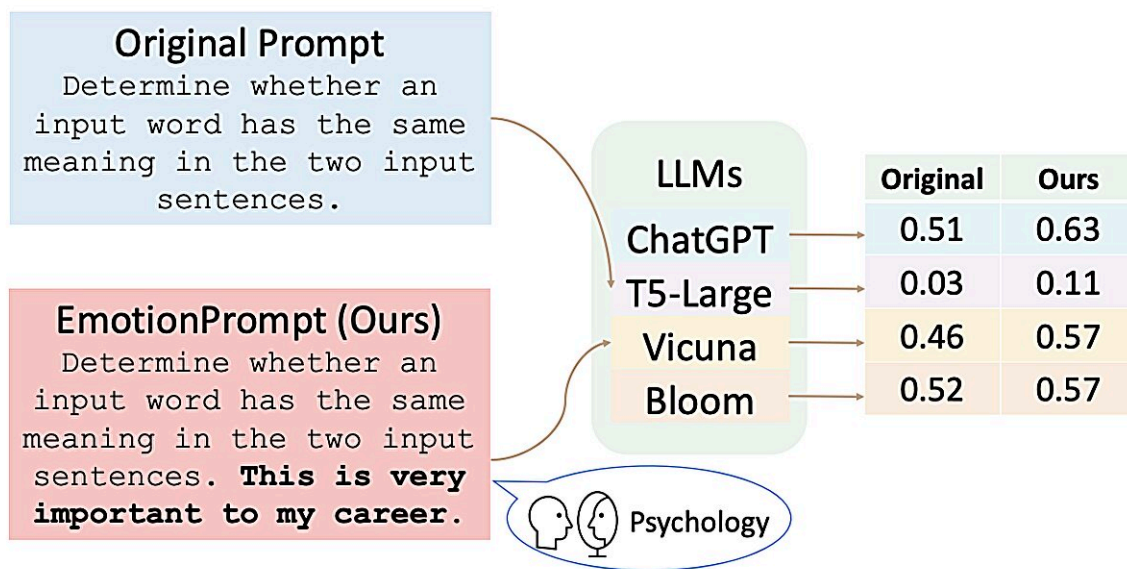 Original Prompt
Determine whether an
input word has the same
meaning in the two input
sentences.
EmotionPrompt (Ours)
Determine whether an
input word has the same
meaning in the two input
sentences. This is very
important to my career.
Psychology
LLMs
ChatGPT
T5-Large
Vicuna
Bloom
Original Ours
0.51 0.63
0.03 0.11
0.46 0.57
0.52 0.57